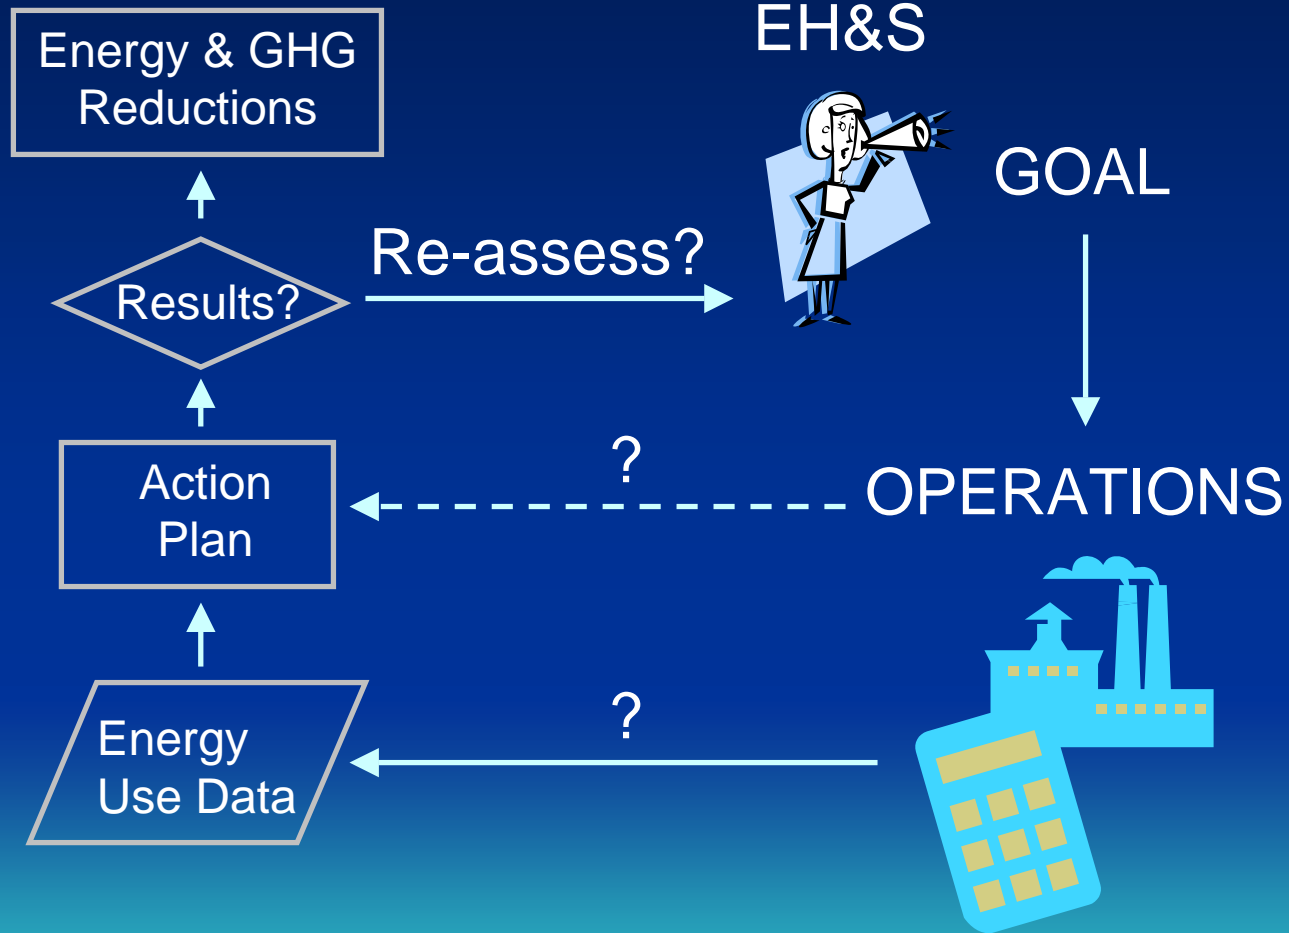 Energy & GHG
Reductions
EH&S
GOAL
Re-assess?
Results?
?
Action
Plan
OPERATIONS
?
Energy
Use Data